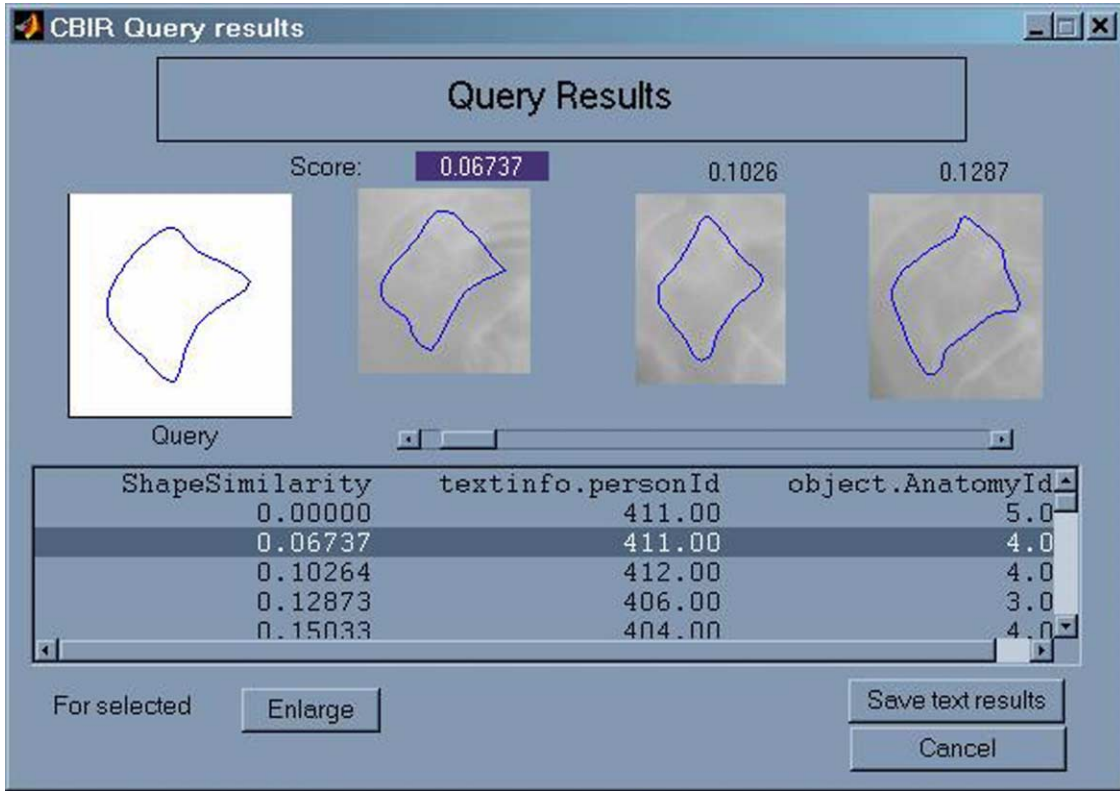 CBIR Query results
Query Results
Score: 0.06737 0.1026 0.1287
Query
ShapeSimilarity textinfo.personId object.AnatomyId
0.00000 411.00 5.0
0.06737 411.00 4.0
0.10264 412.00 4.0
0.12873 406.00 3.0
0.15033 404.00 4.0
For selected Enlarge Save text results
Cancel